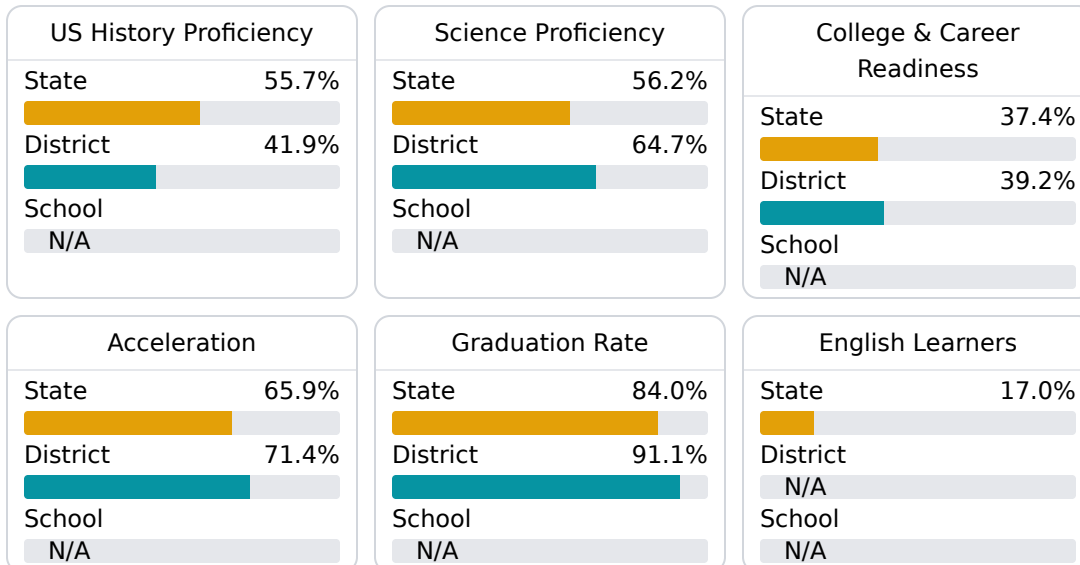 US History Proficiency
State 55.7%
District 41.9%
School
N/A
Science Proficiency
State 56.2%
District 64.7%
School
N/A
College & Career
Readiness
State 37.4%
District 39.2%
School
N/A
Acceleration
State 65.9%
District 71.4%
School
N/A
Graduation Rate
State 84.0%
District 91.1%
School
N/A
English Learners
State 17.0%
District
N/A
School
N/A